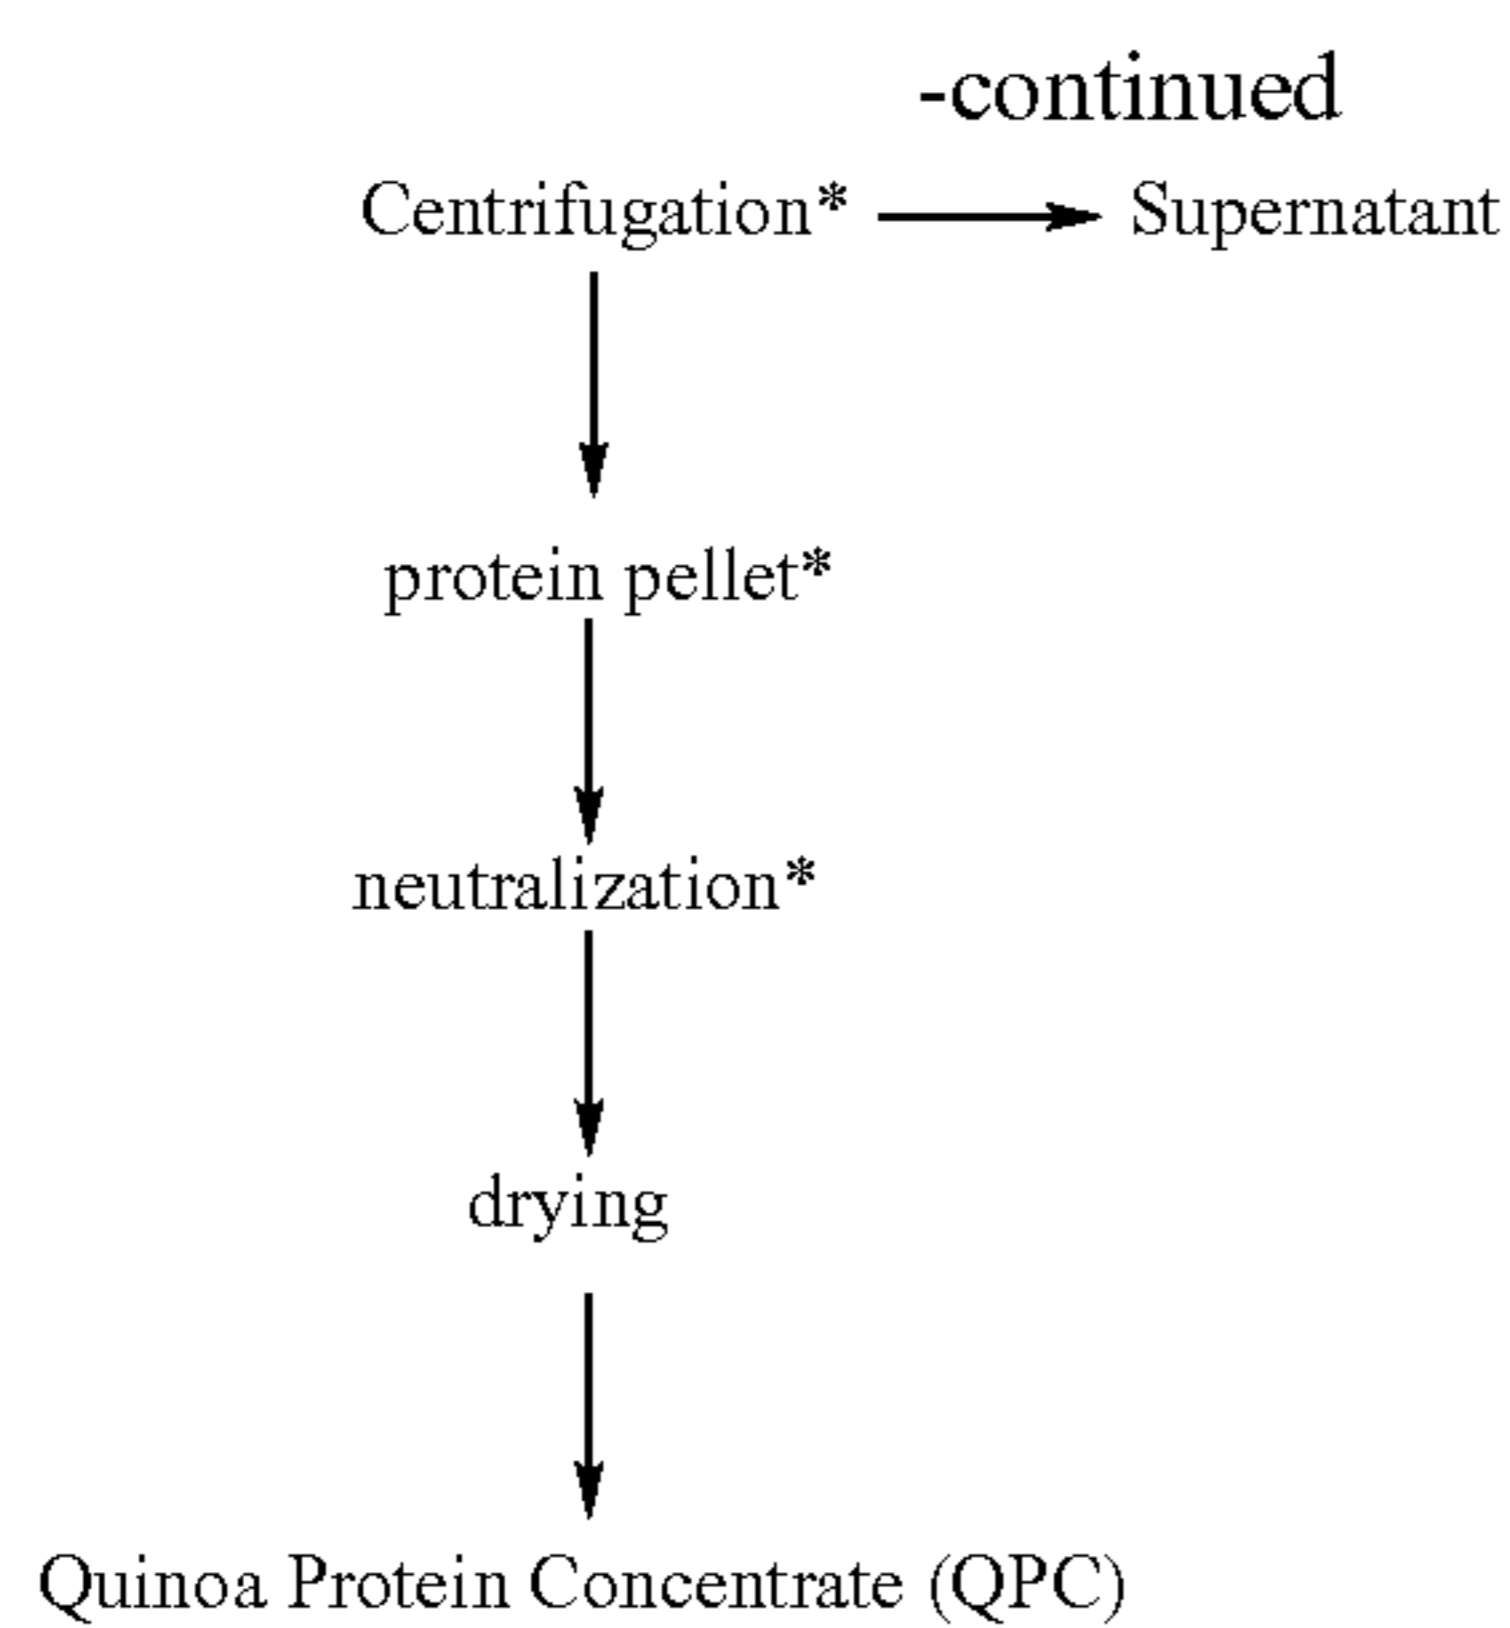 -continued
Centrifugation* Supernatant
protein pellet*
neutralization*
drying
Quinoa Protein Concentrate (QPC)